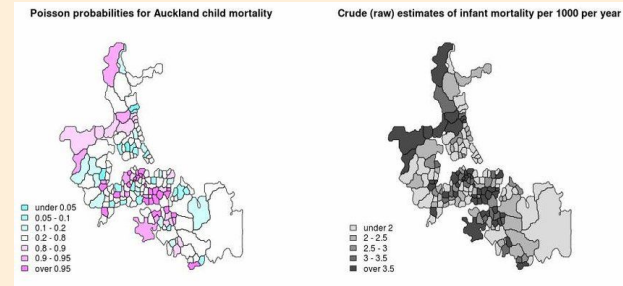 Poisson probabilities for Auckland child mortality
Crude (raw) estimates of infant mortality per 1000 per year
under 0.05
0.05 - 0.1
0.1 - 0.2
0.2 - 0.8
0.8 - 0.9
0.9 - 0.95
over 0.95
under 2
2 - 2.5
2.5 - 3
3 - 3.5
over 3.5